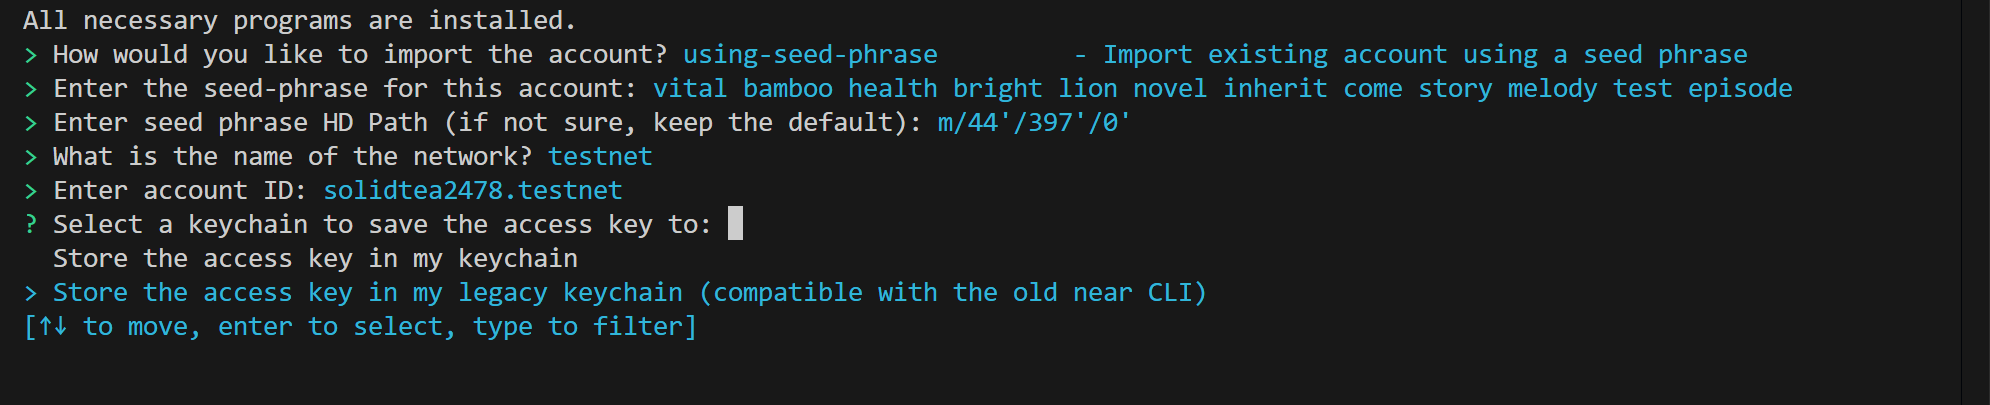 All necessary programs are installed.
> How would you like to import the account? using-seed-phrase         - Import existing account using a seed phrase
> Enter the seed-phrase for this account: vital bamboo health bright lion novel inherit come story melody test episode
> Enter seed phrase HD Path (if not sure, keep the default): m/44'/397'/0'
> What is the name of the network? testnet
> Enter account ID: solidtea2478.testnet
? Select a keychain to save the access key to:
  Store the access key in my keychain
> Store the access key in my legacy keychain (compatible with the old near CLI)
[↑↓ to move, enter to select, type to filter]